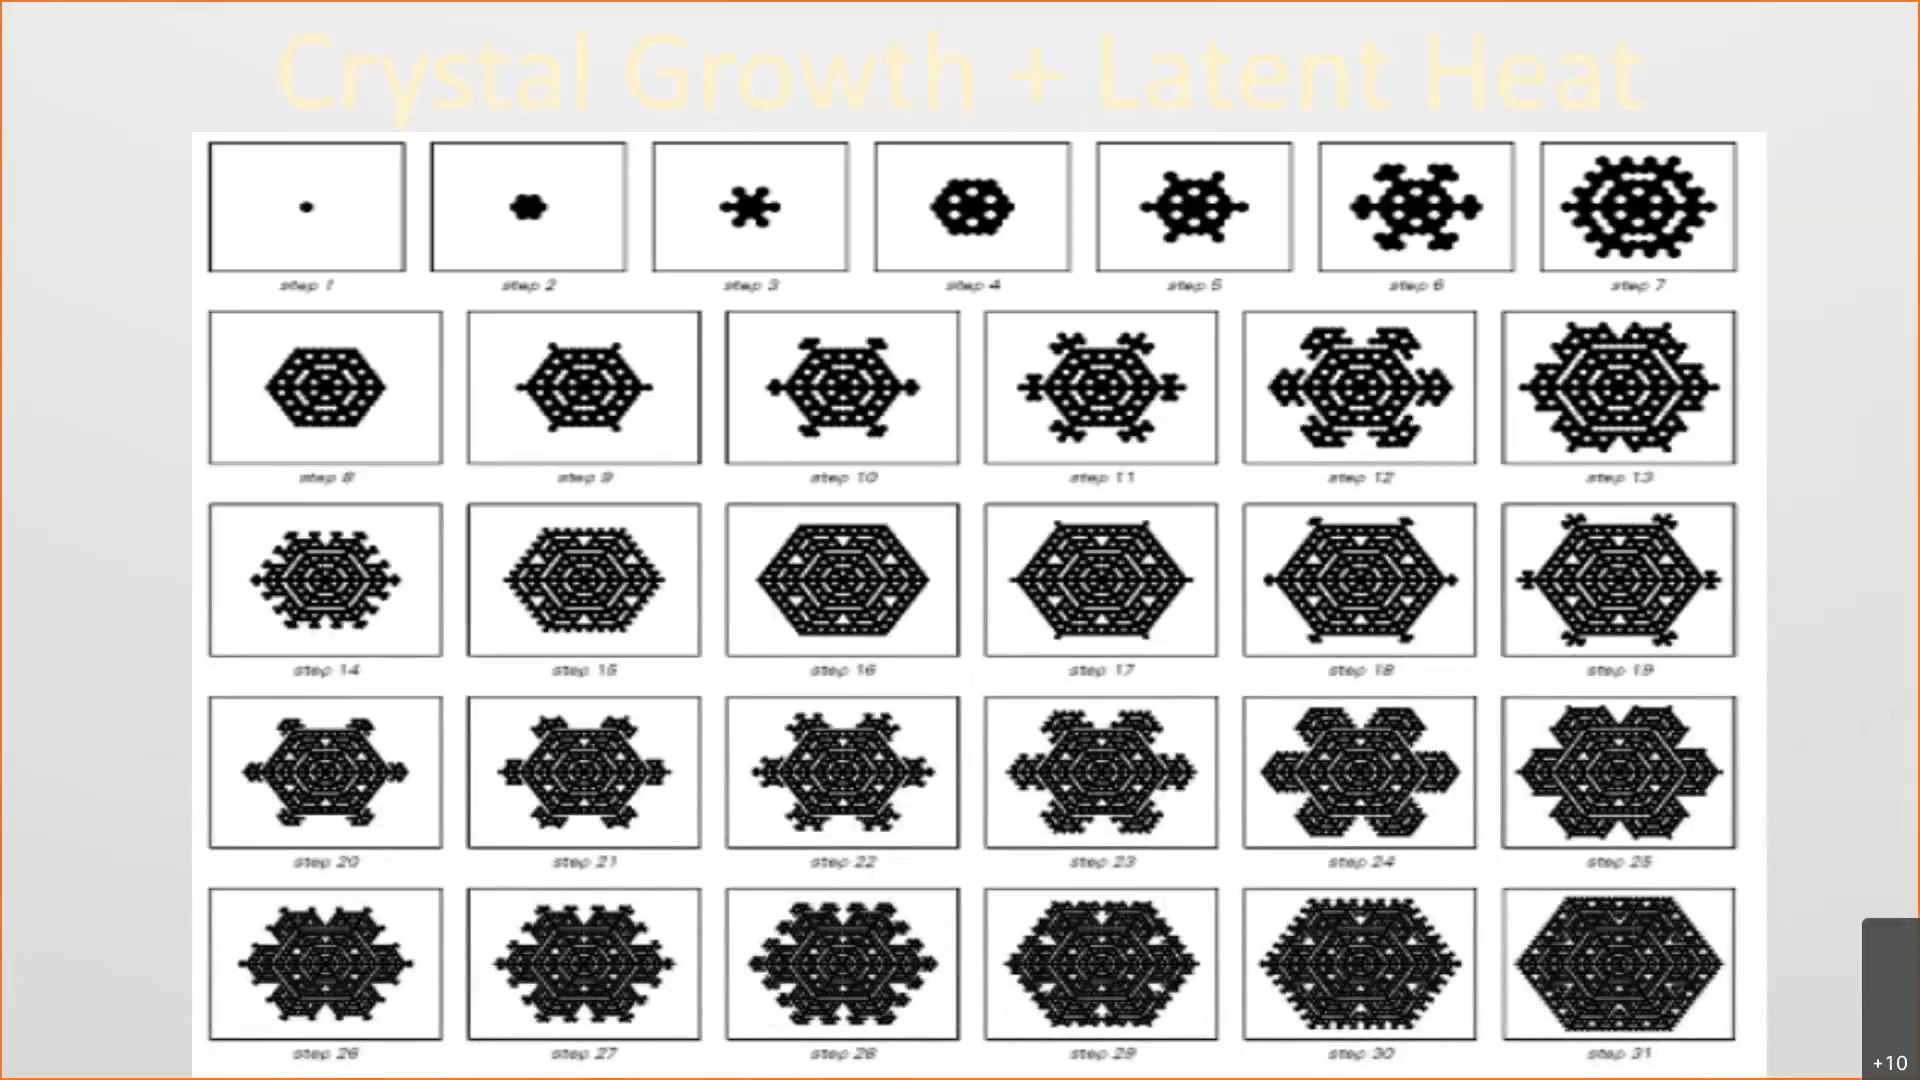 Crystal Growth + Latent Heat
step 1 step 2 step 3 step 4 step 5 step 6 step 7
step 8 step 9 step 10 step 11 step 12 step 13
step 14 step 15 step 16 step 17 step 18 step 19
step 20 step 21 step 22 step 23 step 24 step 25
step 26 step 27 step 28 step 29 step 30 step 31
+10